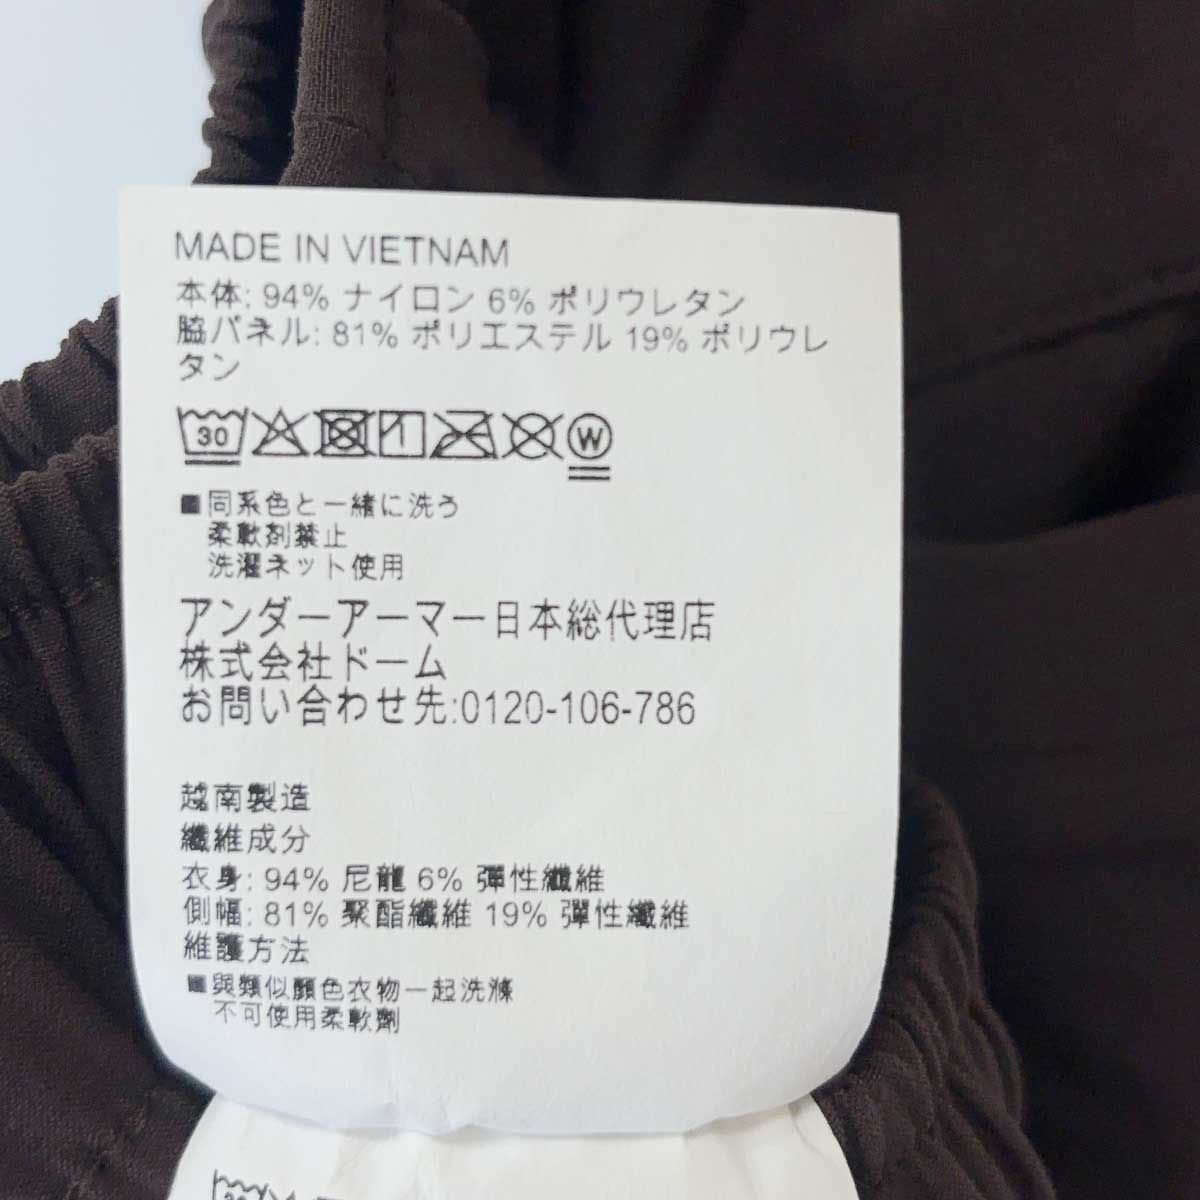 MADE IN VIETNAM
本体: 94% ナイロン 6% ポリウレタン
脇パネル: 81% ポリエステル 19% ポリウレ
タン
30 W
■同系色と一緒に洗う
柔軟剤禁止
洗濯ネット使用
アンダーアーマー日本総代理店
株式会社ドーム
お問い合わせ先:0120-106-786
越南製造
纖維成分
衣身: 94% 尼龍 6% 彈性纖維
側幅: 81% 聚酯纖維 19% 彈性纖維
維護方法
■與類似顏色衣物一起洗滌
不可使用柔軟劑
30